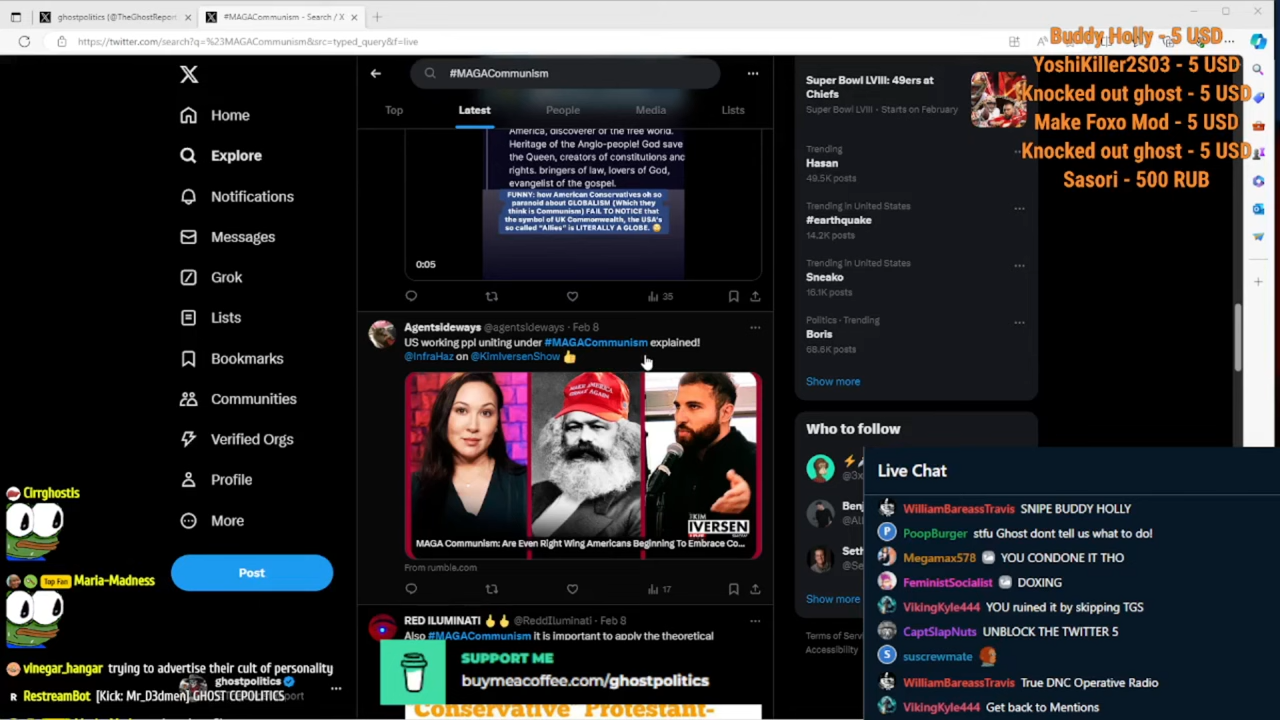 ghostpolitics (@TheGhostRepor
#MAGACommunism - Search / X
https://twitter.com/search?q=%23MAGACommunism&src=typed_query&f=live
Buddy Holly - 5 USD
YoshiKiller2S03 - 5 USD
Knocked out ghost - 5 USD
Make Foxo Mod - 5 USD
Knocked out ghost - 5 USD
Sasori - 500 RUB
Home
Explore
Notifications
Messages
Grok
Lists
Bookmarks
Communities
Verified Orgs
Profile
More
Post
#MAGACommunism
Top
Latest
People
Media
Lists
America, discoverer of the free world.
Heritage of the Anglo-people! God save
the Queen, creators of constitutions and
rights. bringers of law, lovers of God,
evangelist of the gospel.
FUNNY: how American Conservatives oh so
paranoid about GLOBALISM (Which they
think is Communism) FAIL TO NOTICE that
the symbol of UK Commonwealth, the USA's
so called "Allies" is LITERALLY A GLOBE.
0:05
35
Agentsideways @agentsideways · Feb 8
US working ppl uniting under #MAGACommunism explained!
@InfraHaz on @KimIversenShow 👍
MAKE AMERICA
GREAT AGAIN
KIM
IVERSEN
MAGA Communism: Are Even Right Wing Americans Beginning To Embrace Co...
From rumble.com
17
RED ILUMINATI @ReddIluminati · Feb 8
Also #MAGACommunism it is important to apply the theoretical
SUPPORT ME
buymeacoffee.com/ghostpolitics
Conservative Protestant-
Super Bowl LVIII: 49ers at
Chiefs
Super Bowl LVIII · Starts on February
Trending
Hasan
49.5K posts
Trending in United States
#earthquake
14.2K posts
Trending in United States
Sneako
16.1K posts
Politics · Trending
Boris
68.6K posts
Show more
Who to follow
@3x
Benj
@Al
Seth
@Se
Show more
Terms of Serv
Accessibility
Live Chat
WilliamBareassTravis SNIPE BUDDY HOLLY
PoopBurger stfu Ghost dont tell us what to do!
Megamax578 YOU CONDONE IT THO
FeministSocialist DOXING
VikingKyle444 YOU ruined it by skipping TGS
CaptSlapNuts UNBLOCK THE TWITTER 5
suscrewmate
WilliamBareassTravis True DNC Operative Radio
VikingKyle444 Get back to Mentions
Cirrghostis
Top Fan Maria-Madness
vinegar_hangar trying to advertise their cult of personality
ghostpolitics
RestreamBot [Kick: Mr_D3dmen] GHOST CCPOLITICS